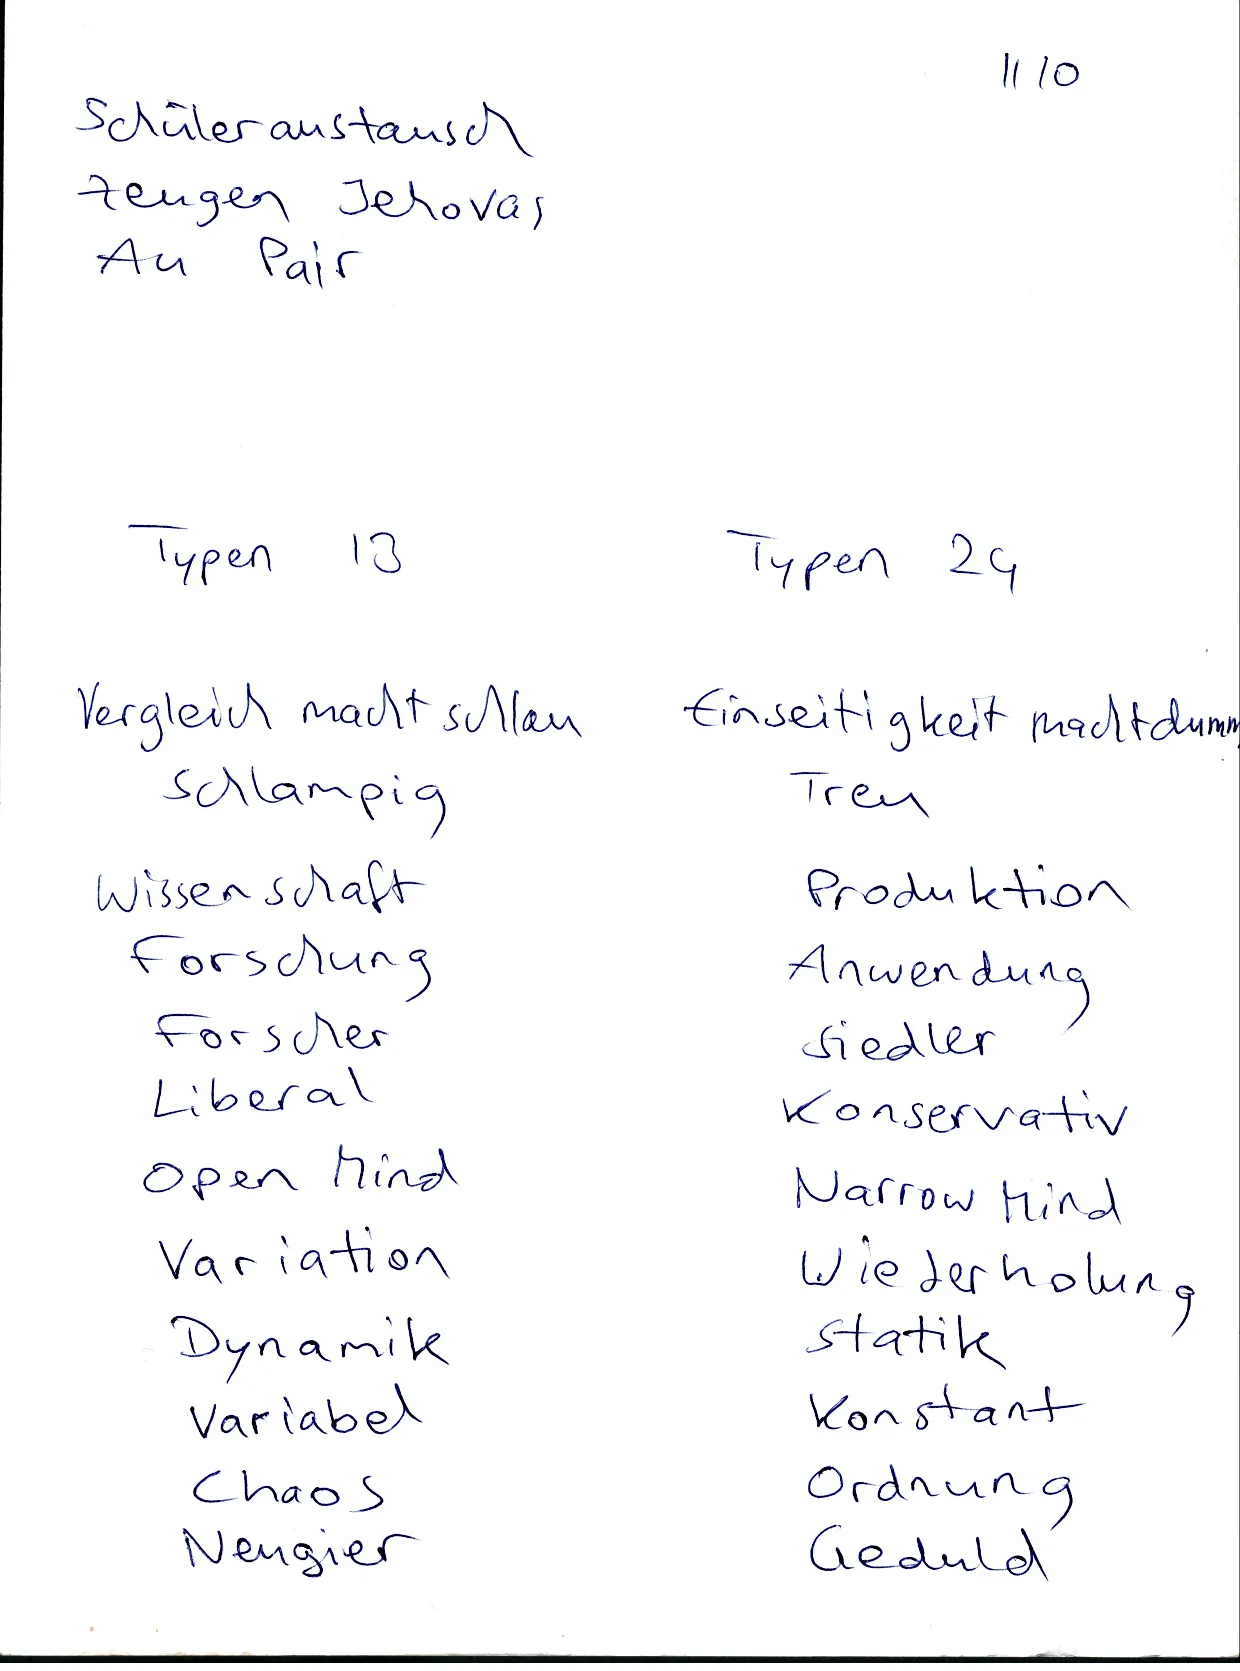 11/0
Schüleraustausch
Zeugen Jehovas
Au Pair
Typen 13
Typen 24
Vergleich macht schlau
Einseitigkeit macht dumm
Schlampig
Treu
Wissenschaft
Produktion
Forschung
Anwendung
Forscher
Siedler
Liberal
Konservativ
Open Mind
Narrow Mind
Variation
Wiederholung
Dynamik
Statik
Variabel
Konstant
Chaos
Ordnung
Neugier
Geduld